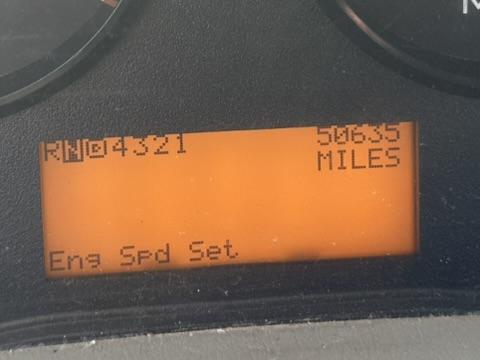 RND4321 50635
MILES
Eng Spd Set